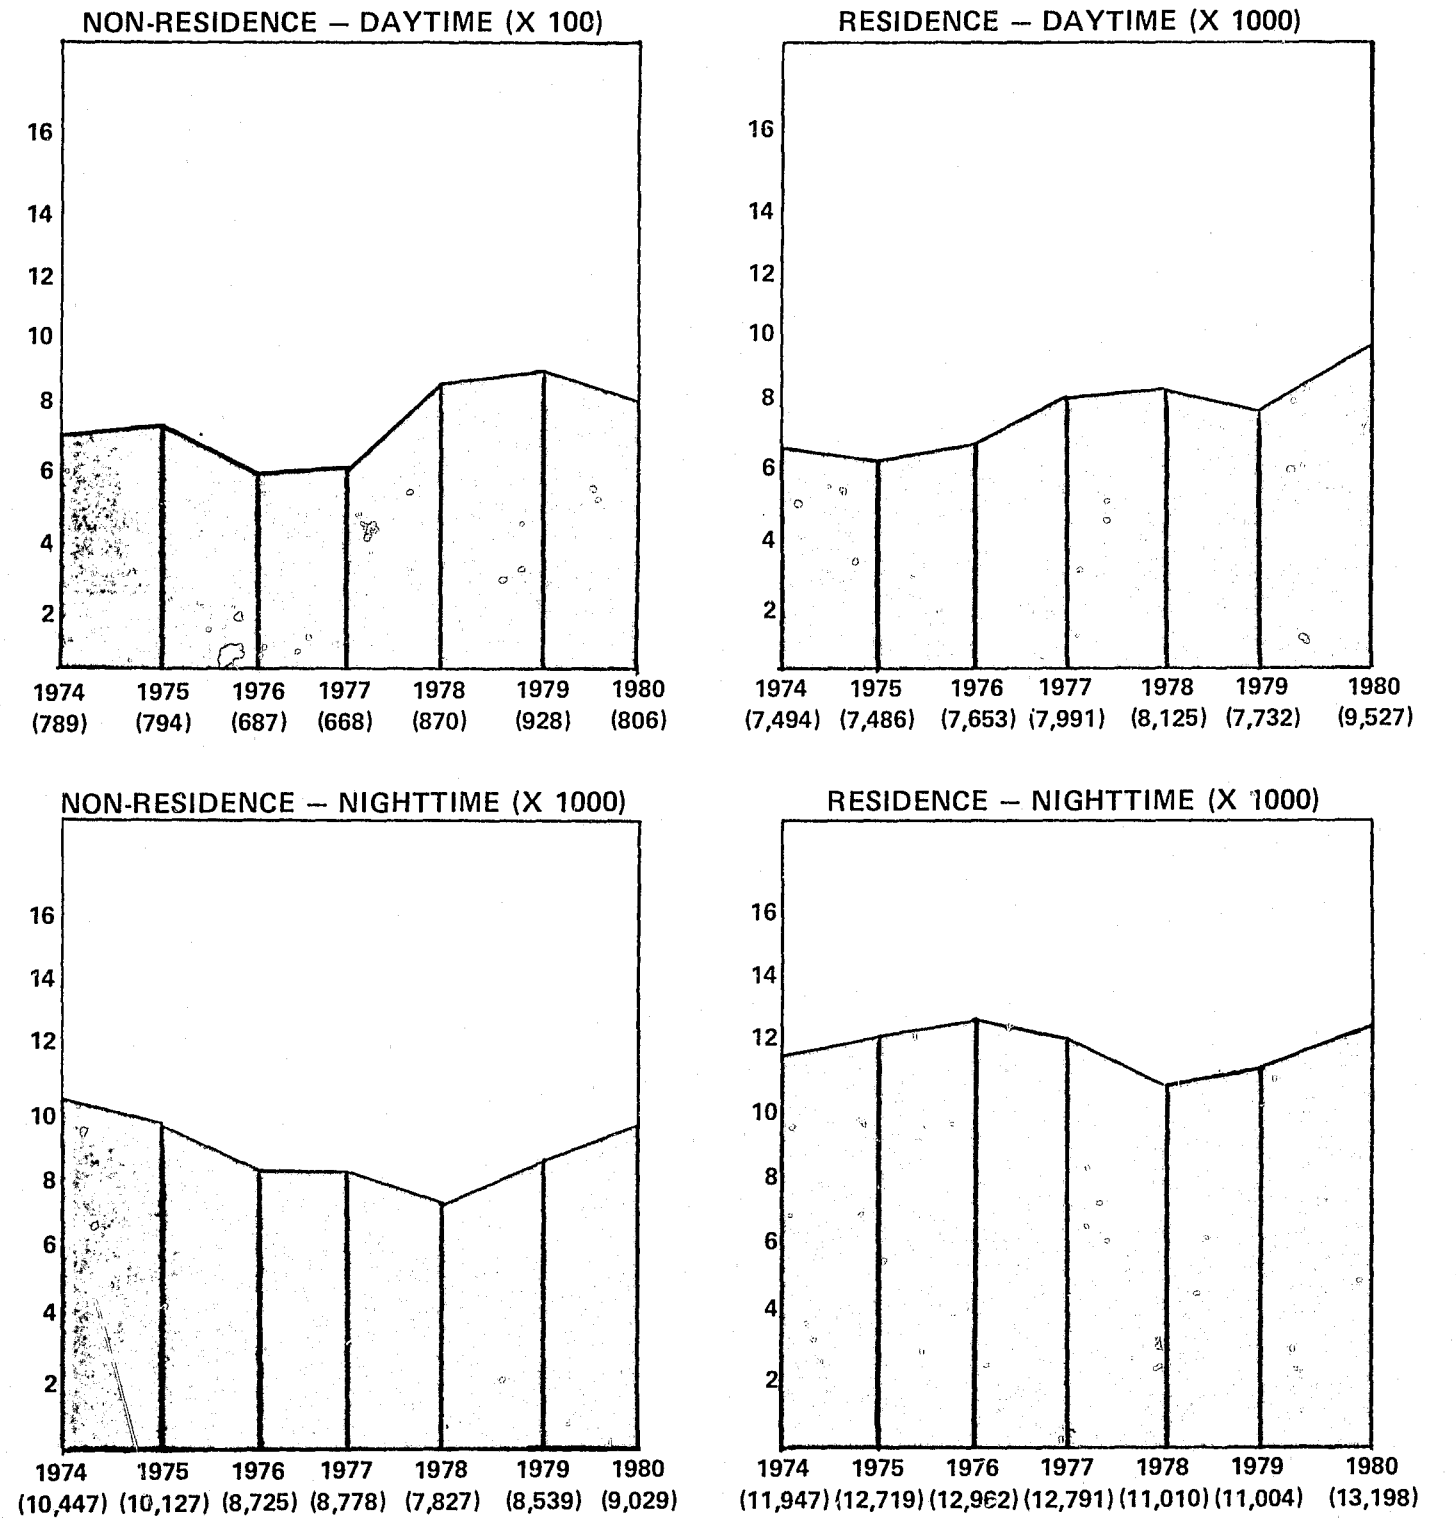 NON-RESIDENCE – DAYTIME (X 100)
16
14
12
10
8
6
4
2
1974 1975 1976 1977 1978 1979 1980
(789) (794) (687) (668) (870) (928) (806)
RESIDENCE – DAYTIME (X 1000)
16
14
12
10
8
6
4
2
1974 1975 1976 1977 1978 1979 1980
(7,494) (7,486) (7,653) (7,991) (8,125) (7,732) (9,527)
NON-RESIDENCE – NIGHTTIME (X 1000)
16
14
12
10
8
6
4
2
1974 1975 1976 1977 1978 1979 1980
(10,447) (10,127) (8,725) (8,778) (7,827) (8,539) (9,029)
RESIDENCE – NIGHTTIME (X 1000)
16
14
12
10
8
6
4
2
1974 1975 1976 1977 1978 1979 1980
(11,947) (12,719) (12,962) (12,791) (11,010) (11,004) (13,198)